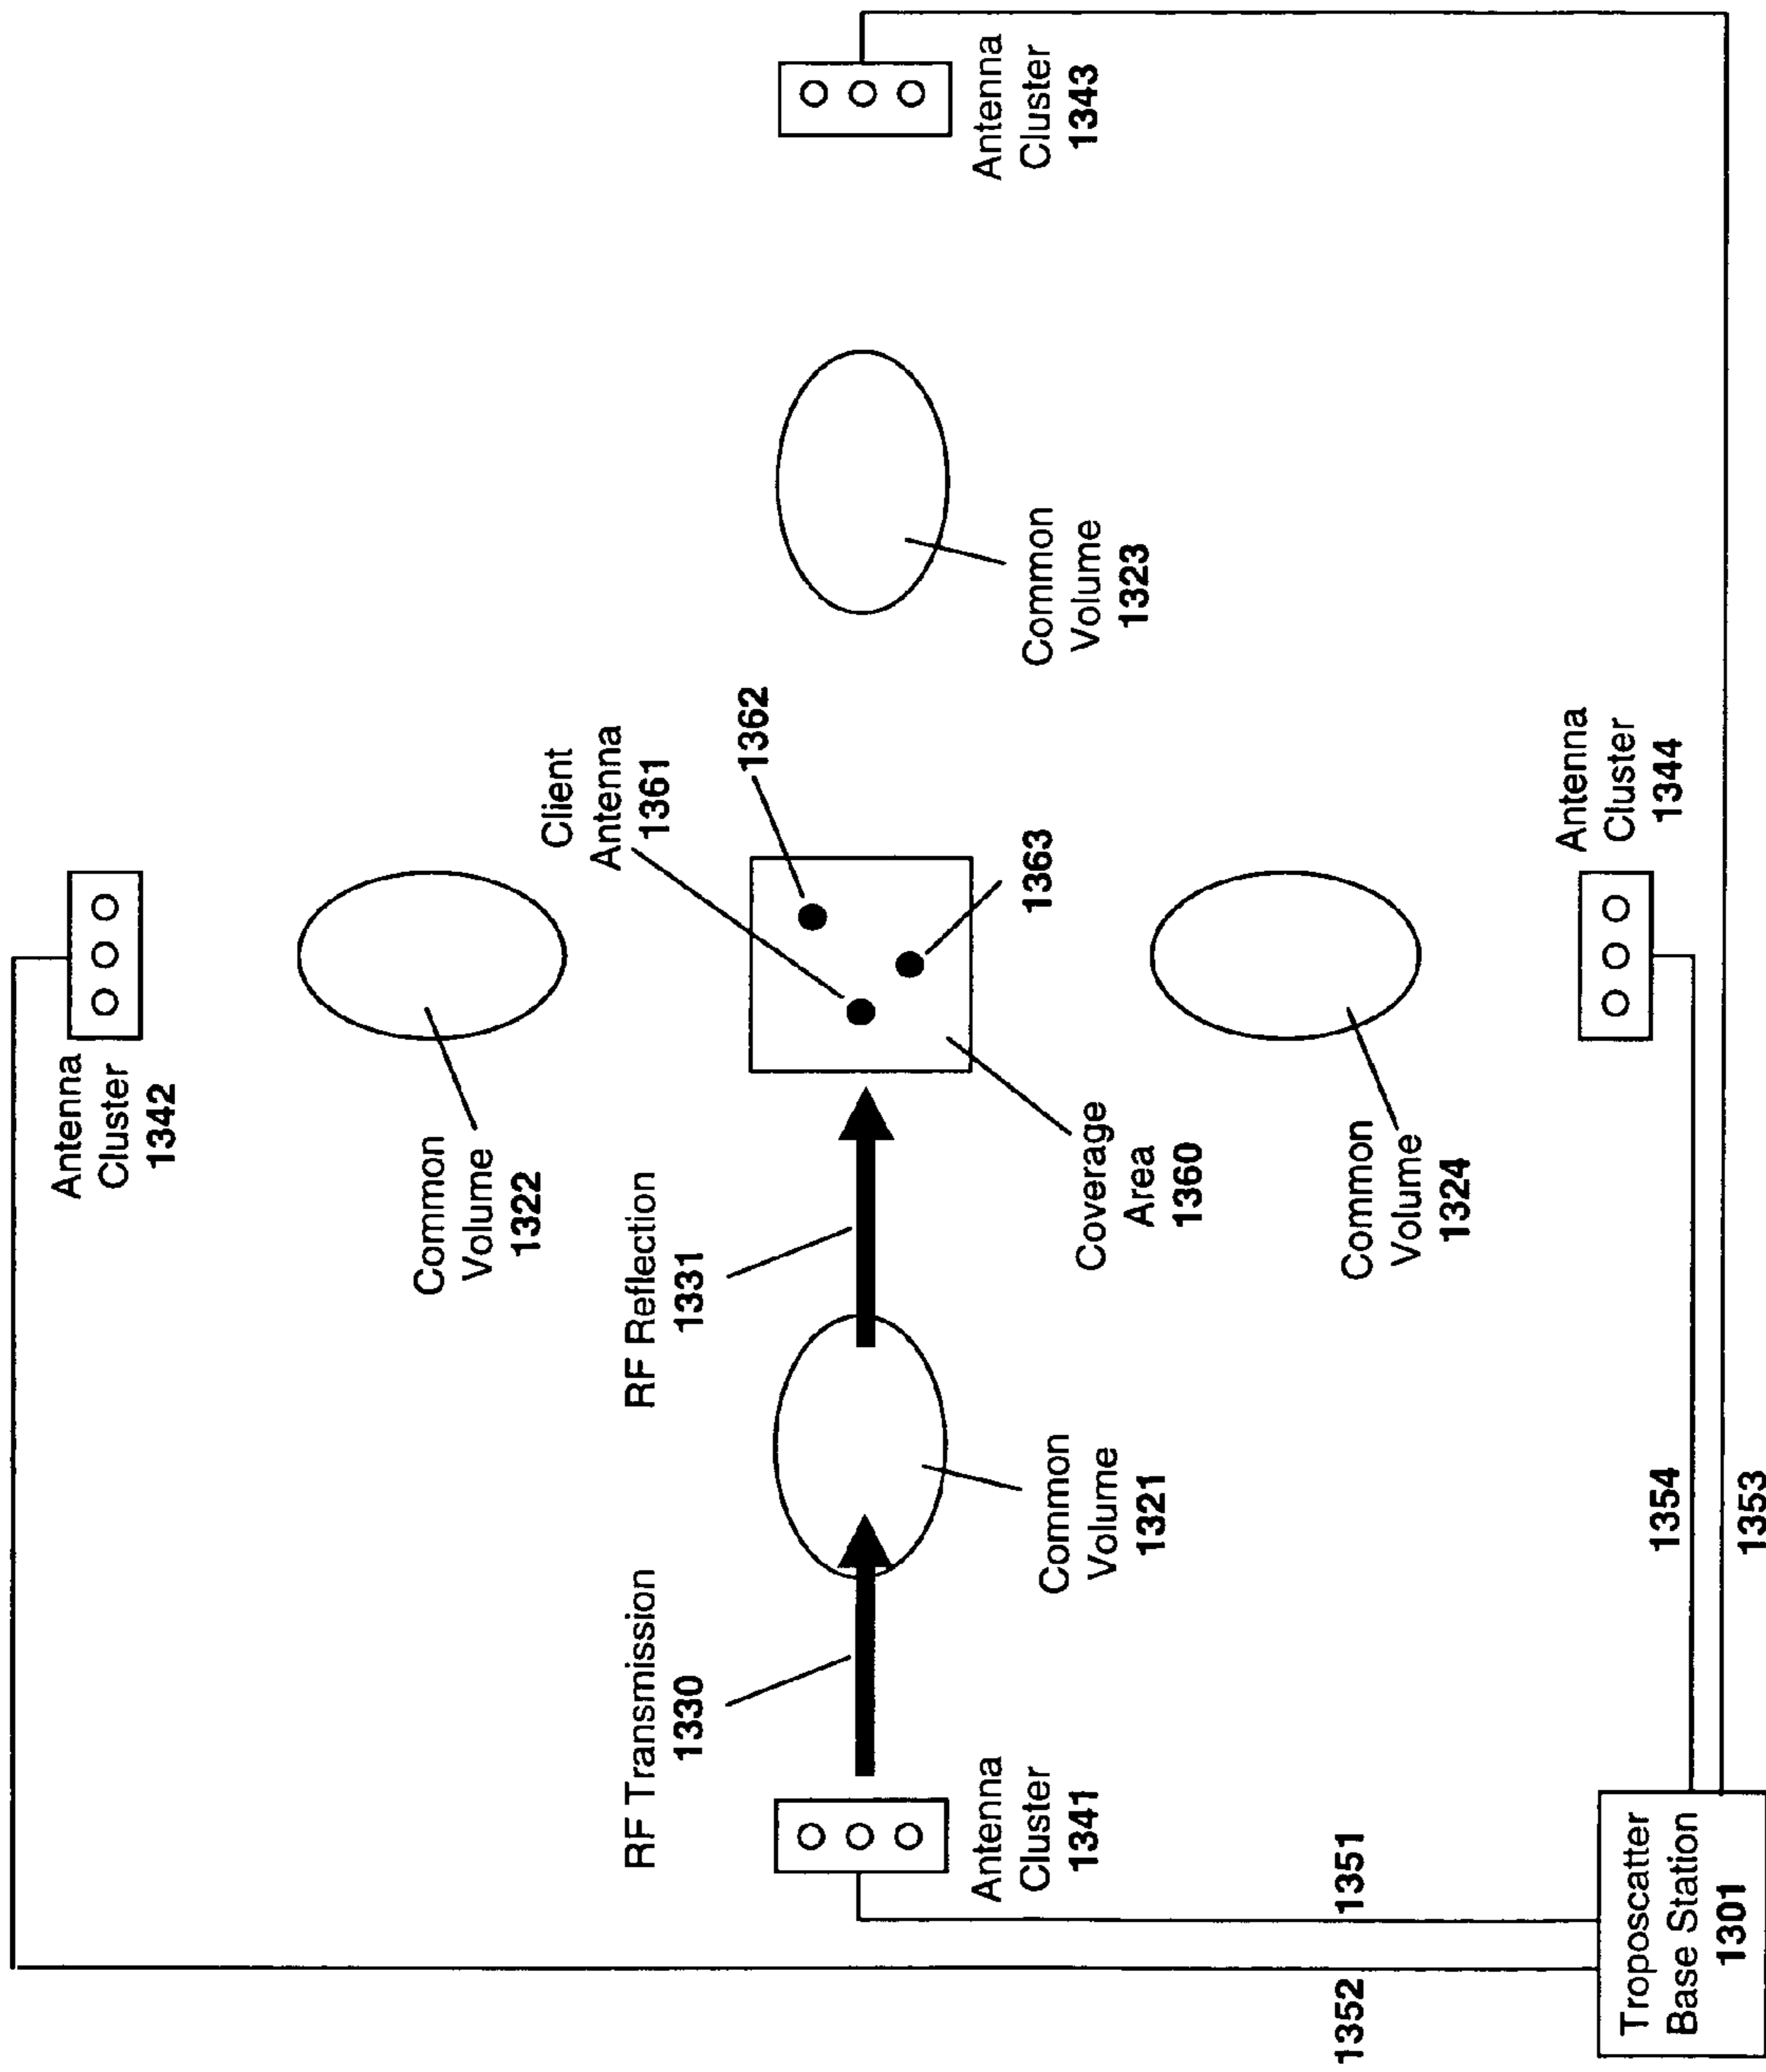 Antenna
Cluster
1342
Common
Volume
1322
Client
Antenna
1361
1362
RF Transmission
1330
RF Reflection
1331
1363
Antenna
Cluster
1341
Common
Volume
1321
Coverage
Area
1360
Common
Volume
1323
Antenna
Cluster
1343
Common
Volume
1324
Antenna
Cluster
1344
1352
1351
1354
1353
Troposcatter
Base Station
1301